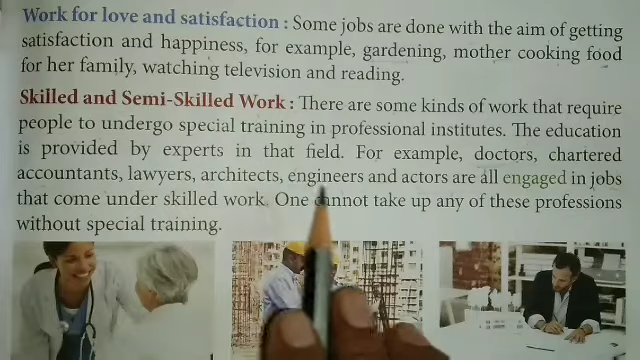 Work for love and satisfaction : Some jobs are done with the aim of getting
satisfaction and happiness, for example, gardening, mother cooking food
for her family, watching television and reading.
Skilled and Semi-Skilled Work : There are some kinds of work that require
people to undergo special training in professional institutes. The education
is provided by experts in that field. For example, doctors, chartered
accountants, lawyers, architects, engineers and actors are all engaged in jobs
that come under skilled work. One cannot take up any of these professions
without special training.